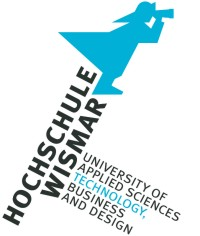 HOCHSCHULE
WISMAR
UNIVERSITY OF
APPLIED SCIENCES
TECHNOLOGY,
BUSINESS
AND DESIGN